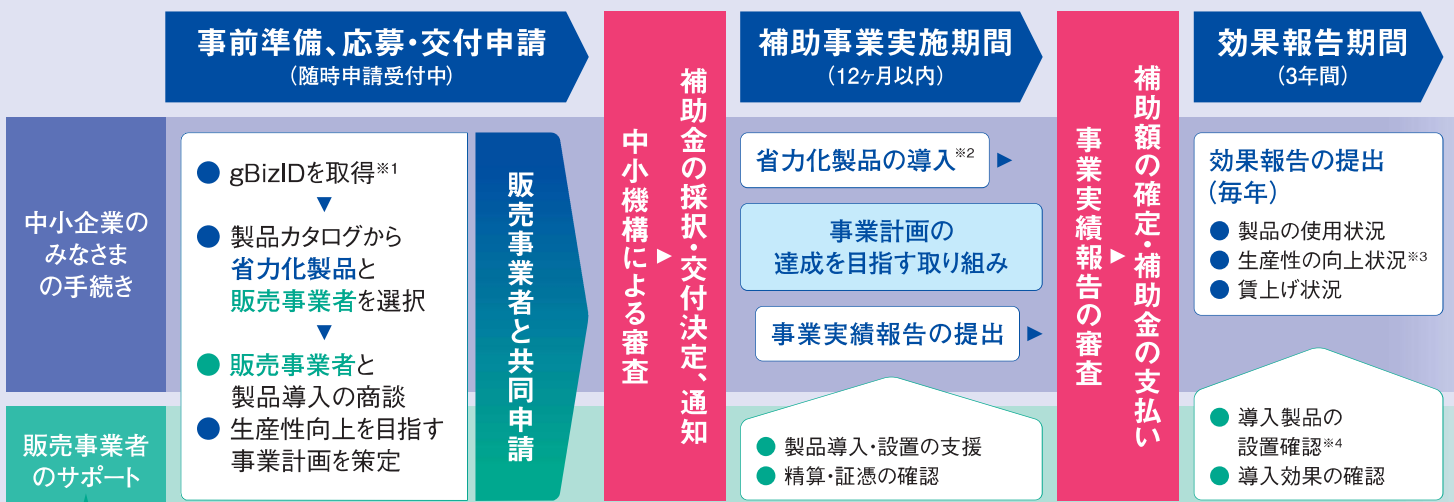 事前準備、応募・交付申請
(随時申請受付中)
中小企業の
みなさま
の手続き
販売事業者
のサポート
● gBizIDを取得※1
▼
● 製品カタログから
省力化製品と
販売事業者を選択
▼
● 販売事業者と
製品導入の商談
● 生産性向上を目指す
事業計画を策定
販売事業者と共同申請
中小機構による審査
▶
補助金の採択・交付決定、通知
補助事業実施期間
(12ヶ月以内)
省力化製品の導入※2 ▶
事業計画の
達成を目指す取り組み
事業実績報告の提出 ▶
● 製品導入・設置の支援
● 精算・証憑の確認
事業実績報告の審査
▶
補助額の確定・補助金の支払い
効果報告期間
(3年間)
効果報告の提出
(毎年)
● 製品の使用状況
● 生産性の向上状況※3
● 賃上げ状況
● 導入製品の
設置確認※4
● 導入効果の確認